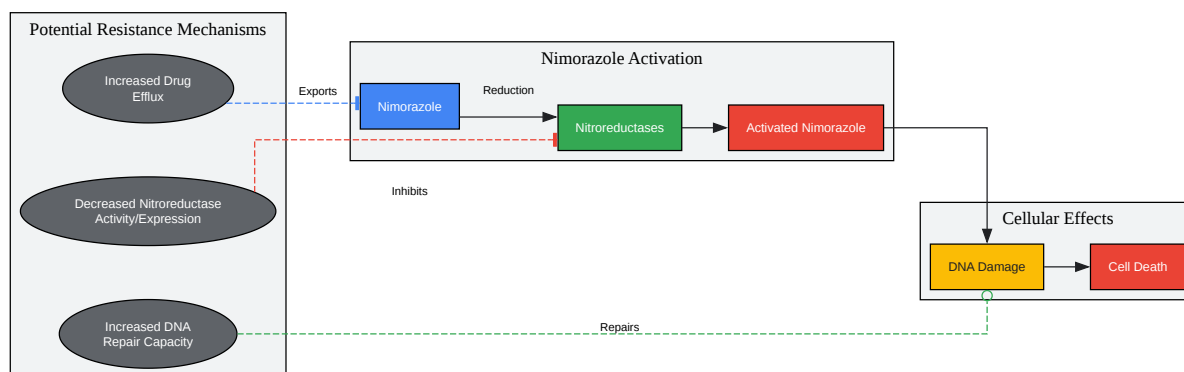 Potential Resistance Mechanisms
Increased Drug
Efflux
Decreased Nitroreductase
Activity/Expression
Increased DNA
Repair Capacity
Exports
Inhibits
Repairs
Nimorazole Activation
Nimorazole
Reduction
Nitroreductases
Activated Nimorazole
Cellular Effects
DNA Damage
Cell Death